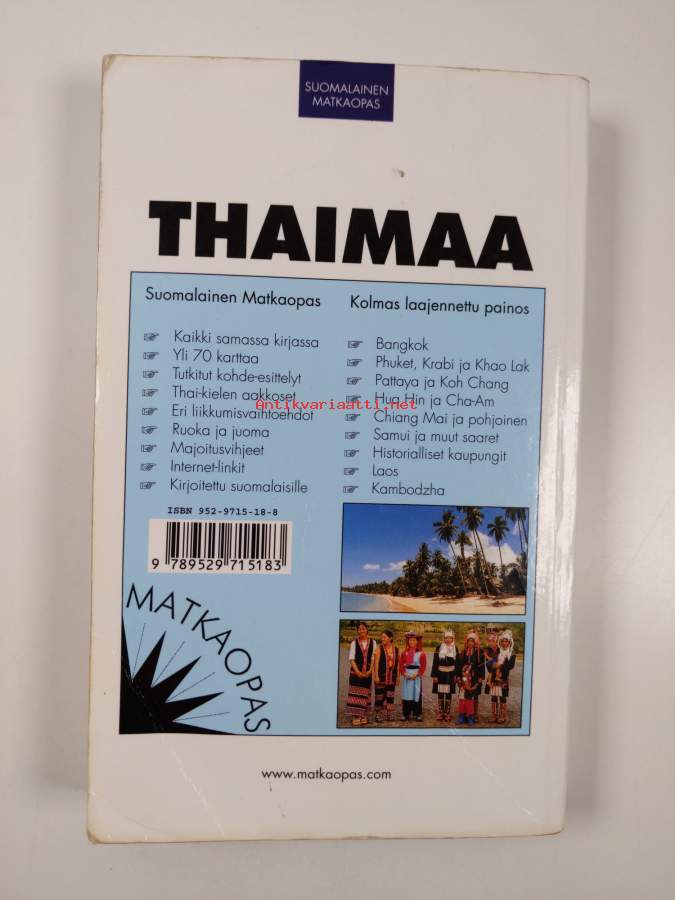 SUOMALAINEN
MATKAOPAS
THAIMAA
Suomalainen Matkaopas
Kaikki samassa kirjassa
Yli 70 karttaa
Tutkitut kohde-esittelyt
Thai-kielen aakkoset
Eri liikkumisvaihtoehdot
Ruoka ja juoma
Majoitusvihjeet
Internet-linkit
Kirjoitettu suomalaisille
Kolmas laajennettu painos
Bangkok
Phuket, Krabi ja Khao Lak
Pattaya ja Koh Chang
Hua Hin ja Cha-Am
Chiang Mai ja pohjoinen
Samui ja muut saaret
Historialliset kaupungit
Laos
Kambodzha
Antikvariaatti.net
ISBN 952-9715-18-8
9 789529 715183
MATKAOPAS
www.matkaopas.com